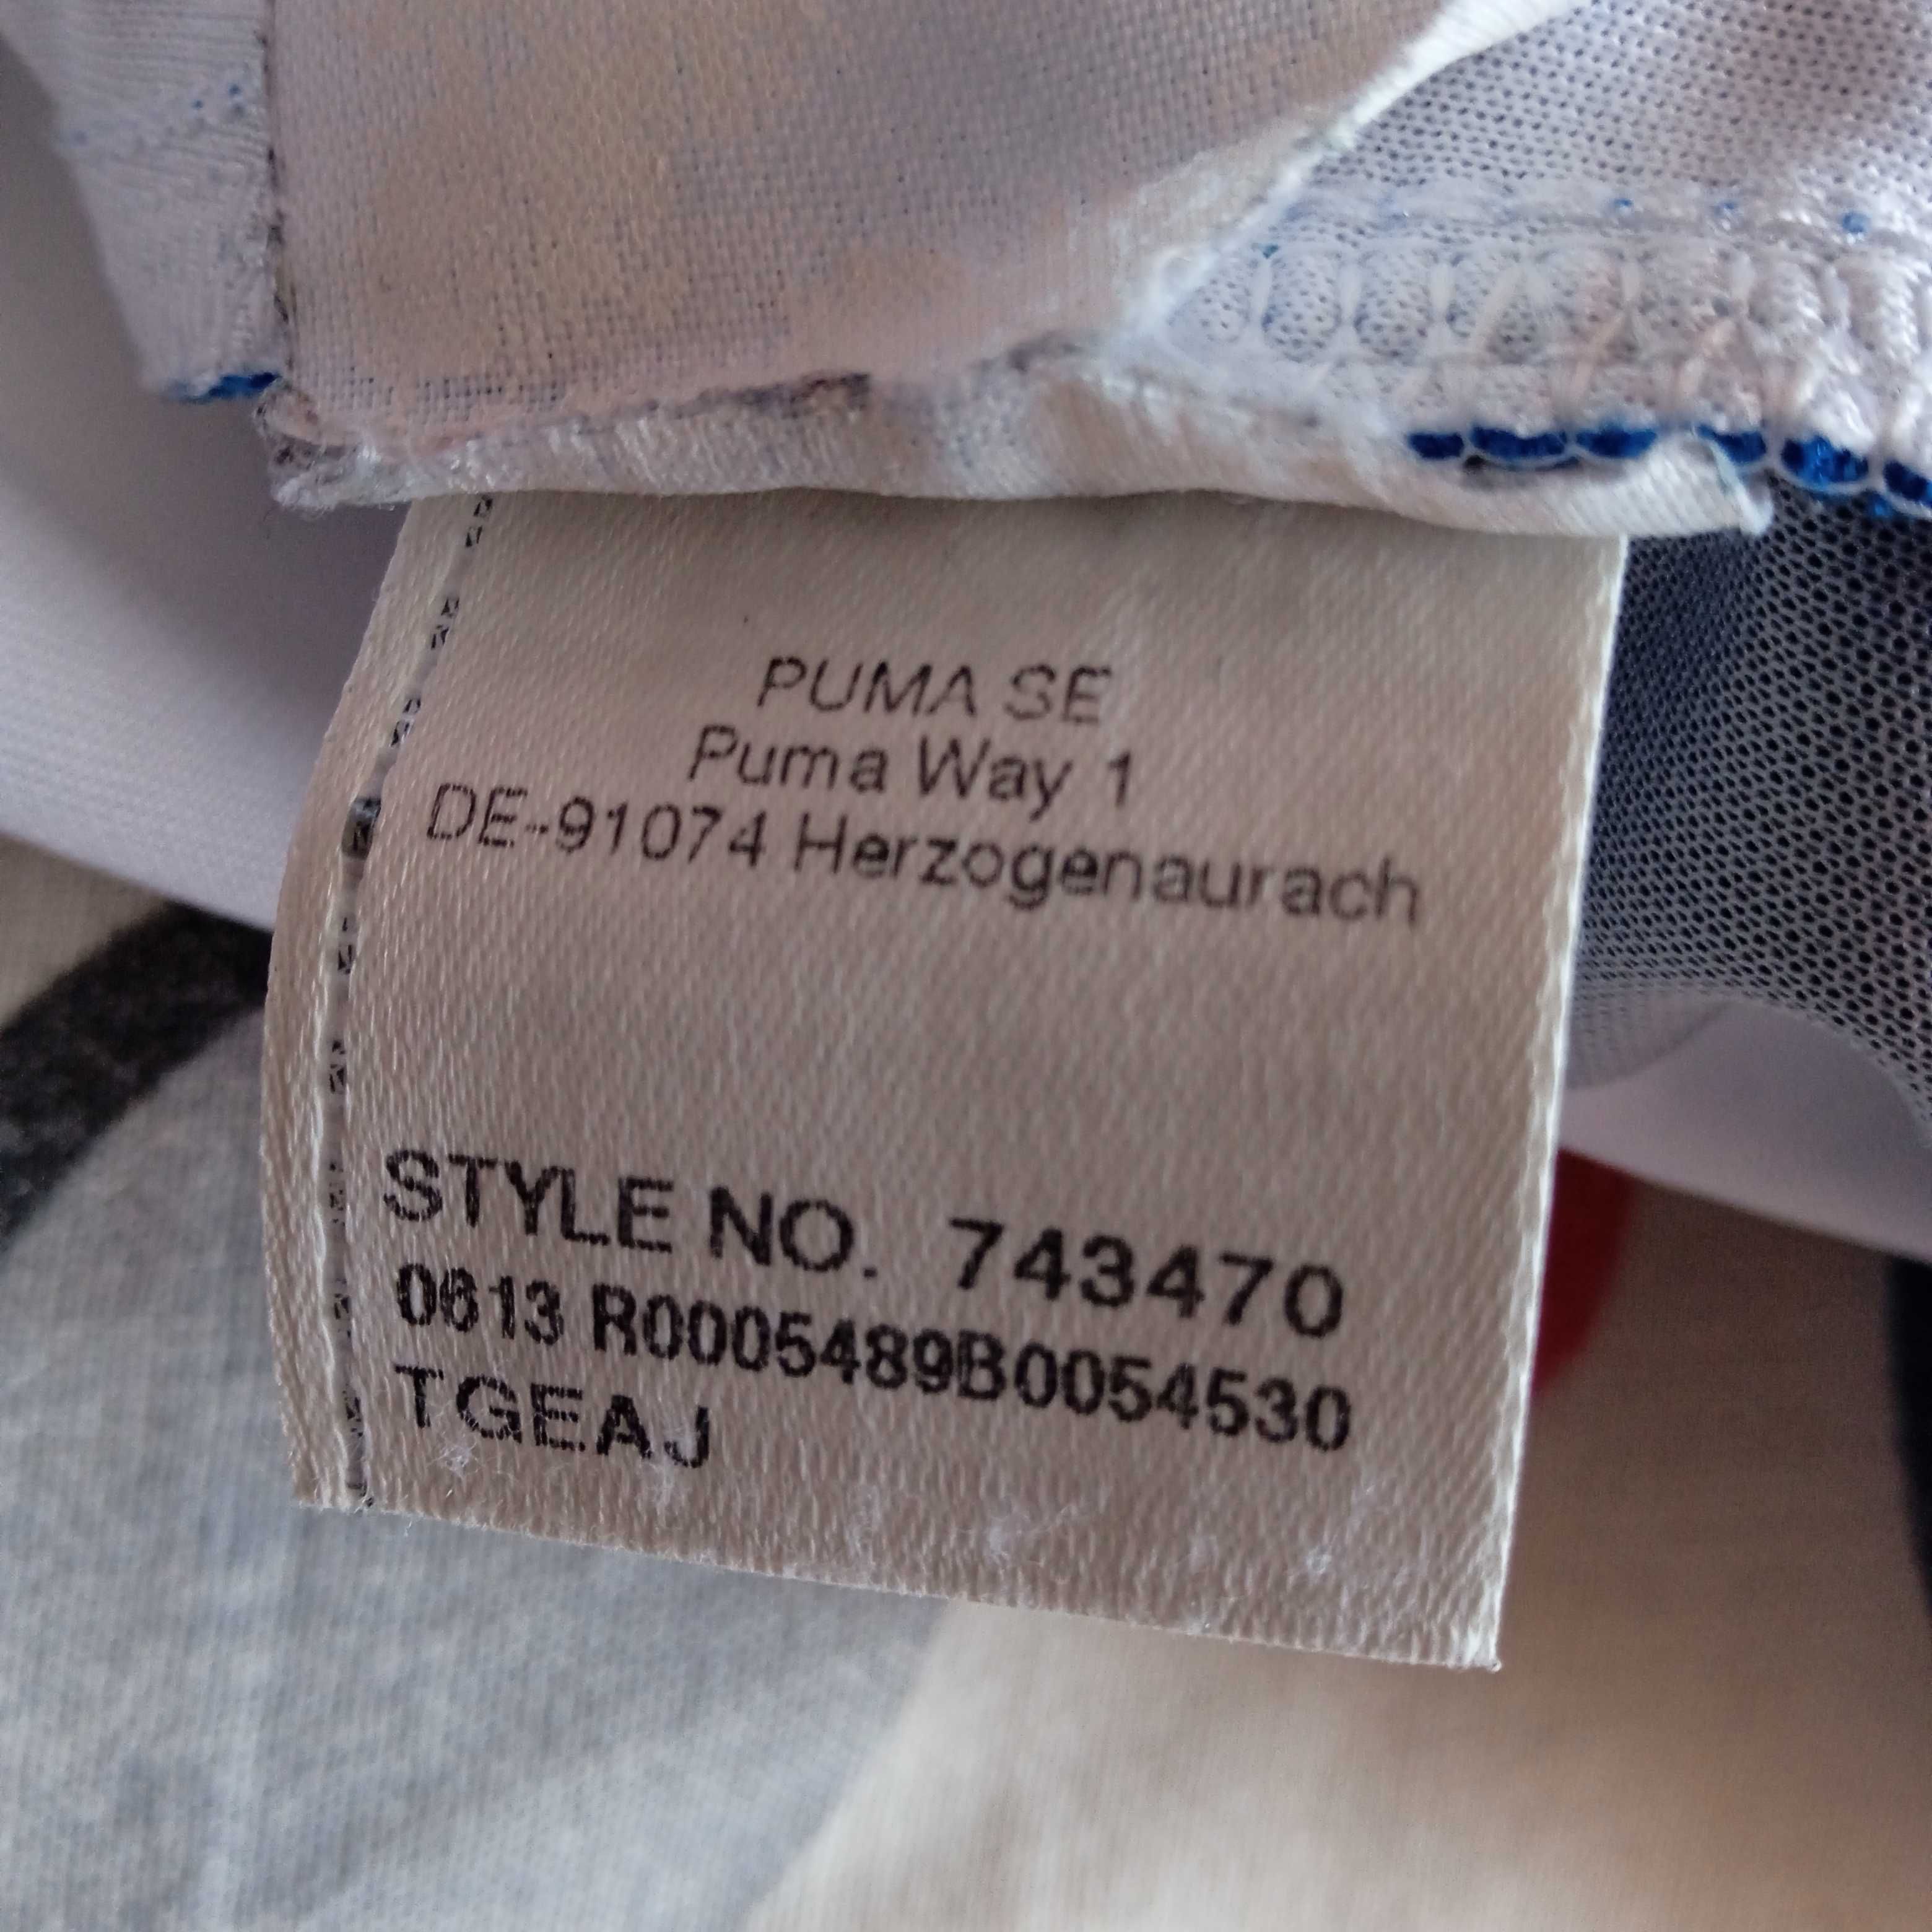 PUMA SE
Puma Way 1
DE-91074 Herzogenaurach
STYLE NO. 743470
0613 R0005489B0054530
TGEAJ